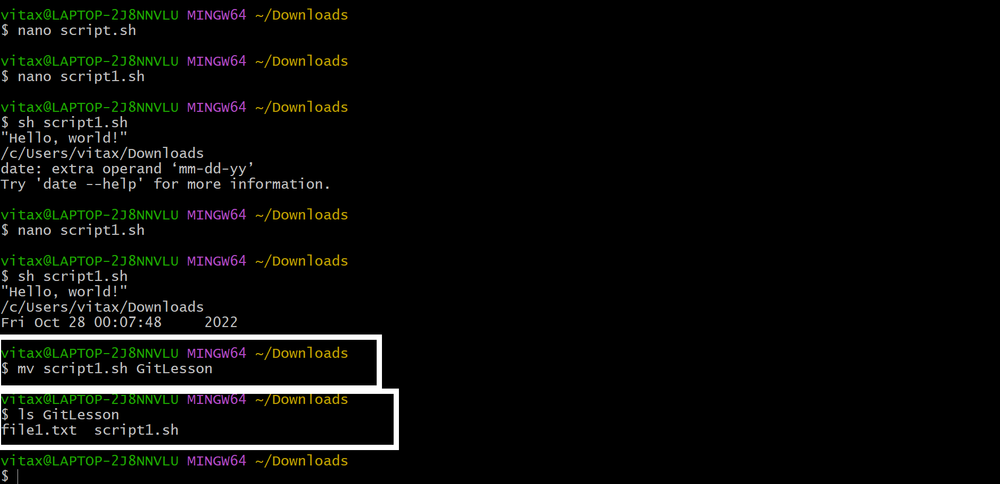 vitax@LAPTOP-2J8NNVLU MINGW64 ~/Downloads
$ nano script.sh
vitax@LAPTOP-2J8NNVLU MINGW64 ~/Downloads
$ nano script1.sh
vitax@LAPTOP-2J8NNVLU MINGW64 ~/Downloads
$ sh script1.sh
"Hello, world!"
/c/Users/vitax/Downloads
date: extra operand ‘mm-dd-yy’
Try 'date --help' for more information.
vitax@LAPTOP-2J8NNVLU MINGW64 ~/Downloads
$ nano script1.sh
vitax@LAPTOP-2J8NNVLU MINGW64 ~/Downloads
$ sh script1.sh
"Hello, world!"
/c/Users/vitax/Downloads
Fri Oct 28 00:07:48     2022
vitax@LAPTOP-2J8NNVLU MINGW64 ~/Downloads
$ mv script1.sh GitLesson
vitax@LAPTOP-2J8NNVLU MINGW64 ~/Downloads
$ ls GitLesson
file1.txt  script1.sh
vitax@LAPTOP-2J8NNVLU MINGW64 ~/Downloads
$